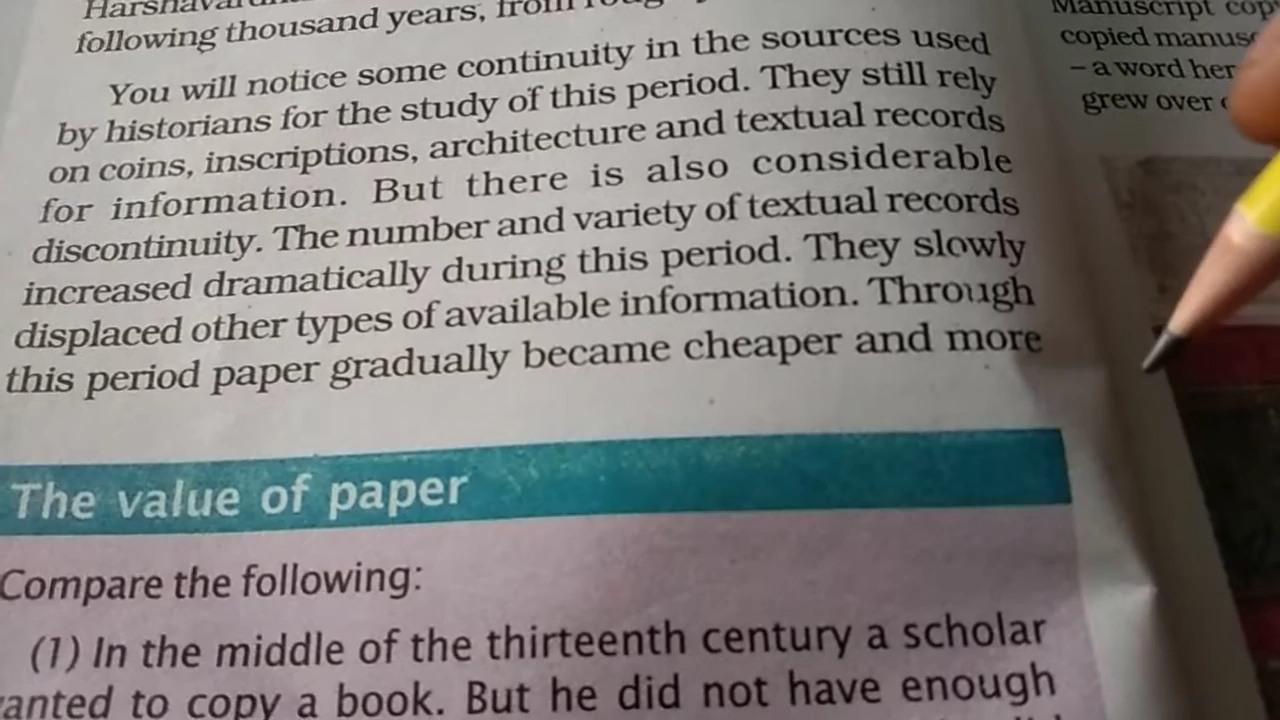 following thousand years, from
You will notice some continuity in the sources used
by historians for the study of this period. They still rely
on coins, inscriptions, architecture and textual records
for information. But there is also considerable
discontinuity. The number and variety of textual records
increased dramatically during this period. They slowly
displaced other types of available information. Through
this period paper gradually became cheaper and more
The value of paper
Compare the following:
(1) In the middle of the thirteenth century a scholar
to copy a book. But he did not have enough
Manuscript
copied
– a word
grew over